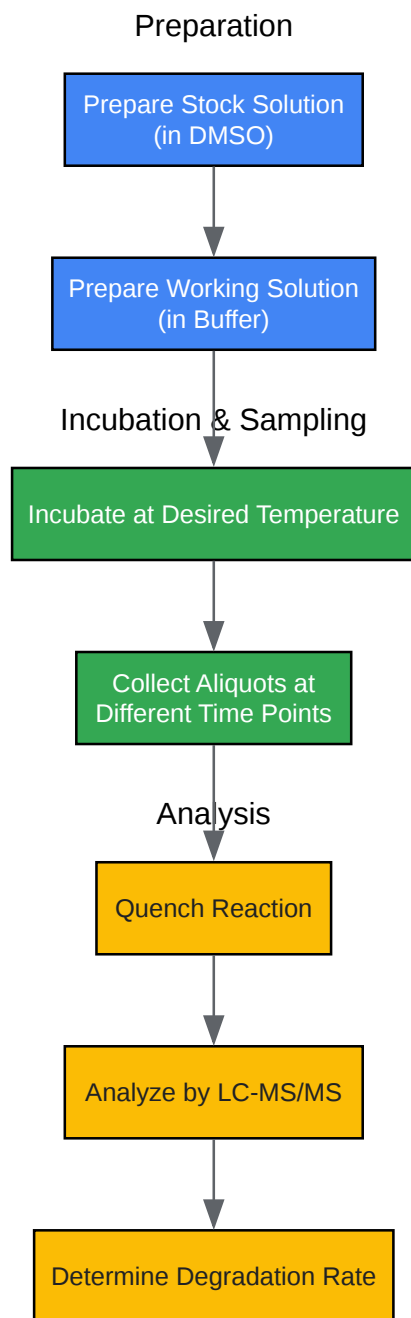 Preparation
Prepare Stock Solution
(in DMSO)
Prepare Working Solution
(in Buffer)
Incubation & Sampling
Incubate at Desired Temperature
Collect Aliquots at
Different Time Points
Analysis
Quench Reaction
Analyze by LC-MS/MS
Determine Degradation Rate